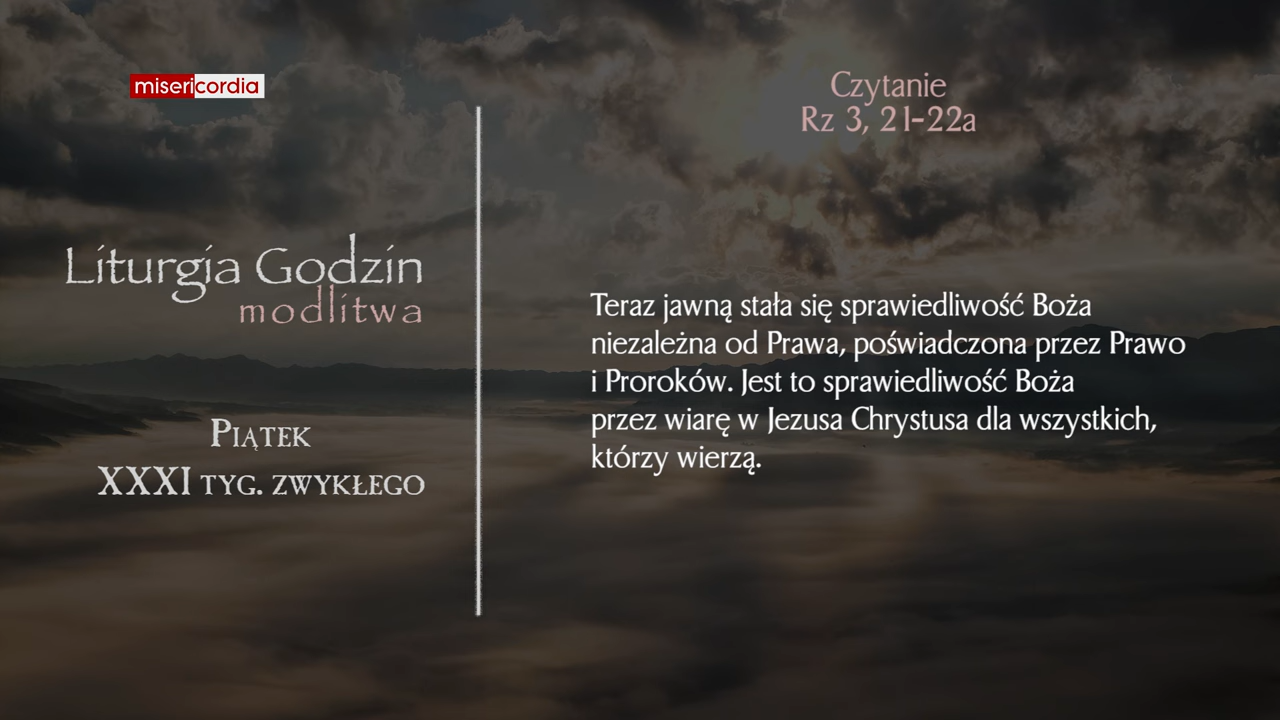 misericordia
Liturgia Godzin
modlitwa
Piątek
XXXI tyg. zwykłego
Czytanie
Rz 3, 21-22a
Teraz jawną stała się sprawiedliwość Boża
niezależna od Prawa, poświadczona przez Prawo
i Proroków. Jest to sprawiedliwość Boża
przez wiarę w Jezusa Chrystusa dla wszystkich,
którzy wierzą.